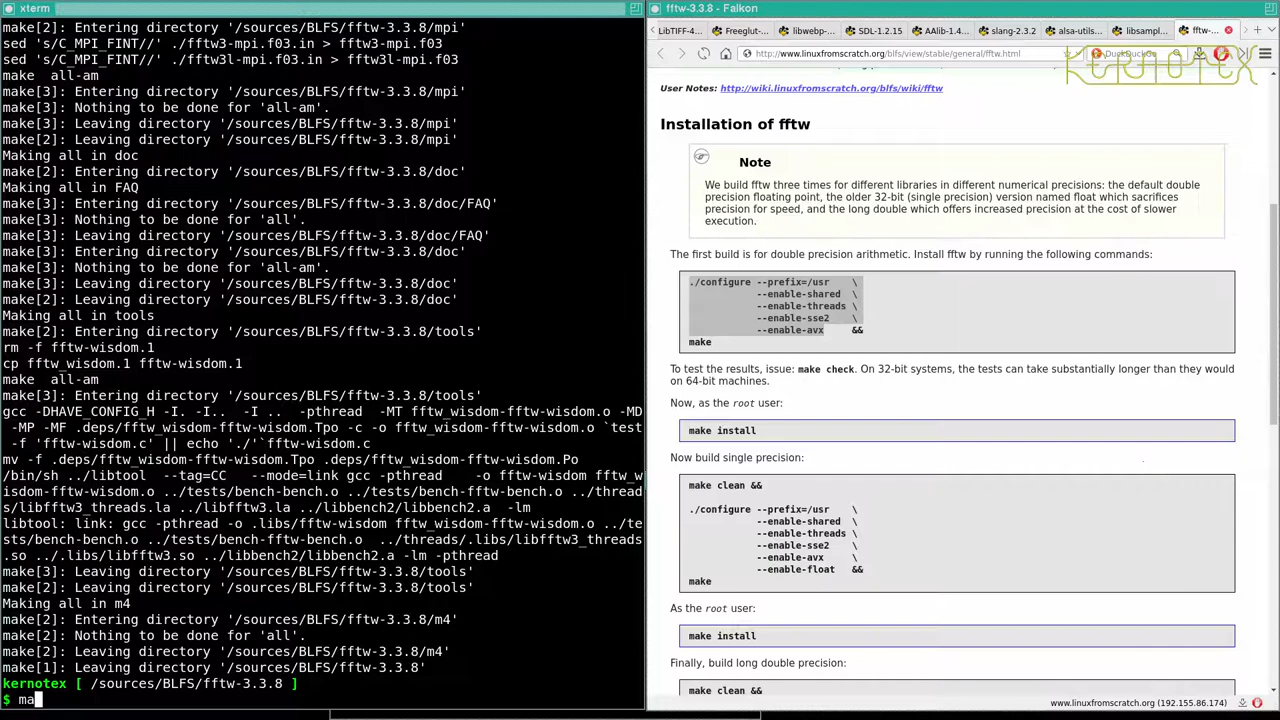 xterm
make[2]: Entering directory '/sources/BLFS/fftw-3.3.8/mpi'
sed 's/C_MPI_FINT//' ./fftw3-mpi.f03.in > fftw3-mpi.f03
sed 's/C_MPI_FINT//' ./fftw3l-mpi.f03.in > fftw3l-mpi.f03
make  all-am
make[3]: Entering directory '/sources/BLFS/fftw-3.3.8/mpi'
make[3]: Nothing to be done for 'all-am'.
make[3]: Leaving directory '/sources/BLFS/fftw-3.3.8/mpi'
make[2]: Leaving directory '/sources/BLFS/fftw-3.3.8/mpi'
Making all in doc
make[2]: Entering directory '/sources/BLFS/fftw-3.3.8/doc'
Making all in FAQ
make[3]: Entering directory '/sources/BLFS/fftw-3.3.8/doc/FAQ'
make[3]: Nothing to be done for 'all'.
make[3]: Leaving directory '/sources/BLFS/fftw-3.3.8/doc/FAQ'
make[3]: Entering directory '/sources/BLFS/fftw-3.3.8/doc'
make[3]: Nothing to be done for 'all-am'.
make[3]: Leaving directory '/sources/BLFS/fftw-3.3.8/doc'
make[2]: Leaving directory '/sources/BLFS/fftw-3.3.8/doc'
Making all in tools
make[2]: Entering directory '/sources/BLFS/fftw-3.3.8/tools'
rm -f fftw-wisdom.1
cp fftw_wisdom.1 fftw-wisdom.1
make  all-am
make[3]: Entering directory '/sources/BLFS/fftw-3.3.8/tools'
gcc -DHAVE_CONFIG_H -I. -I..  -I ..  -pthread  -MT fftw_wisdom-fftw-wisdom.o -MD
-MP -MF .deps/fftw_wisdom-fftw-wisdom.Tpo -c -o fftw_wisdom-fftw-wisdom.o `test
-f 'fftw-wisdom.c' || echo './'`fftw-wisdom.c
mv -f .deps/fftw_wisdom-fftw-wisdom.Tpo .deps/fftw_wisdom-fftw-wisdom.Po
/bin/sh ../libtool  --tag=CC   --mode=link gcc -pthread    -o fftw-wisdom fftw_w
isdom-fftw-wisdom.o ../tests/bench-bench.o ../tests/bench-fftw-bench.o ../thread
s/libfftw3_threads.la ../libfftw3.la ../libbench2/libbench2.a  -lm
libtool: link: gcc -pthread -o .libs/fftw-wisdom fftw_wisdom-fftw-wisdom.o ../te
sts/bench-bench.o ../tests/bench-fftw-bench.o ../threads/.libs/libfftw3_threads
.so ../.libs/libfftw3.so ../libbench2/libbench2.a -lm -pthread
make[3]: Leaving directory '/sources/BLFS/fftw-3.3.8/tools'
make[2]: Leaving directory '/sources/BLFS/fftw-3.3.8/tools'
Making all in m4
make[2]: Entering directory '/sources/BLFS/fftw-3.3.8/m4'
make[2]: Nothing to be done for 'all'.
make[2]: Leaving directory '/sources/BLFS/fftw-3.3.8/m4'
make[1]: Leaving directory '/sources/BLFS/fftw-3.3.8'
kernotex [ /sources/BLFS/fftw-3.3.8 ]
$ ma
fftw-3.3.8 - Falkon
LibTIFF-4... Freeglut-... libwebp-... SDL-1.2.15 AAlib-1.4... slang-2.3.2 alsa-utils... libsampl... fftw-...
http://www.linuxfromscratch.org/blfs/view/stable/general/fftw.html DuckDuckGo
KERNOTEX
User Notes: http://wiki.linuxfromscratch.org/blfs/wiki/fftw
Installation of fftw
Note
We build fftw three times for different libraries in different numerical precisions: the default double
precision floating point, the older 32-bit (single precision) version named float which sacrifices
precision for speed, and the long double which offers increased precision at the cost of slower
execution.
The first build is for double precision arithmetic. Install fftw by running the following commands:
./configure --prefix=/usr    \
--enable-shared  \
--enable-threads \
--enable-sse2    \
--enable-avx     &&
make
To test the results, issue: make check. On 32-bit systems, the tests can take substantially longer than they would
on 64-bit machines.
Now, as the root user:
make install
Now build single precision:
make clean &&
./configure --prefix=/usr    \
--enable-shared  \
--enable-threads \
--enable-sse2    \
--enable-avx     \
--enable-float   &&
make
As the root user:
make install
Finally, build long double precision:
make clean &&
www.linuxfromscratch.org (192.155.86.174)